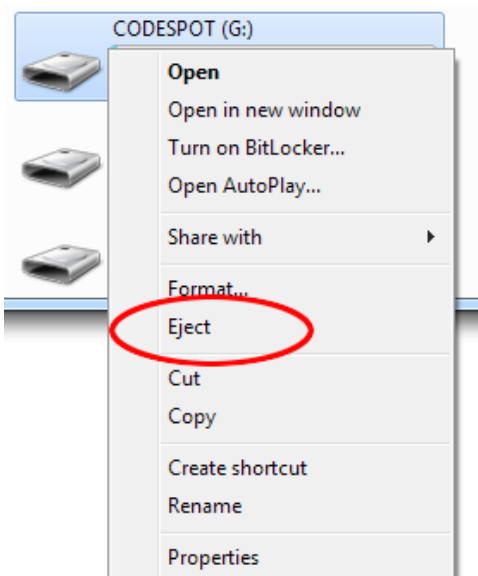 CODESPOT (G:)
Open
Open in new window
Turn on BitLocker...
Open AutoPlay...
Share with
Format...
Eject
Cut
Copy
Create shortcut
Rename
Properties